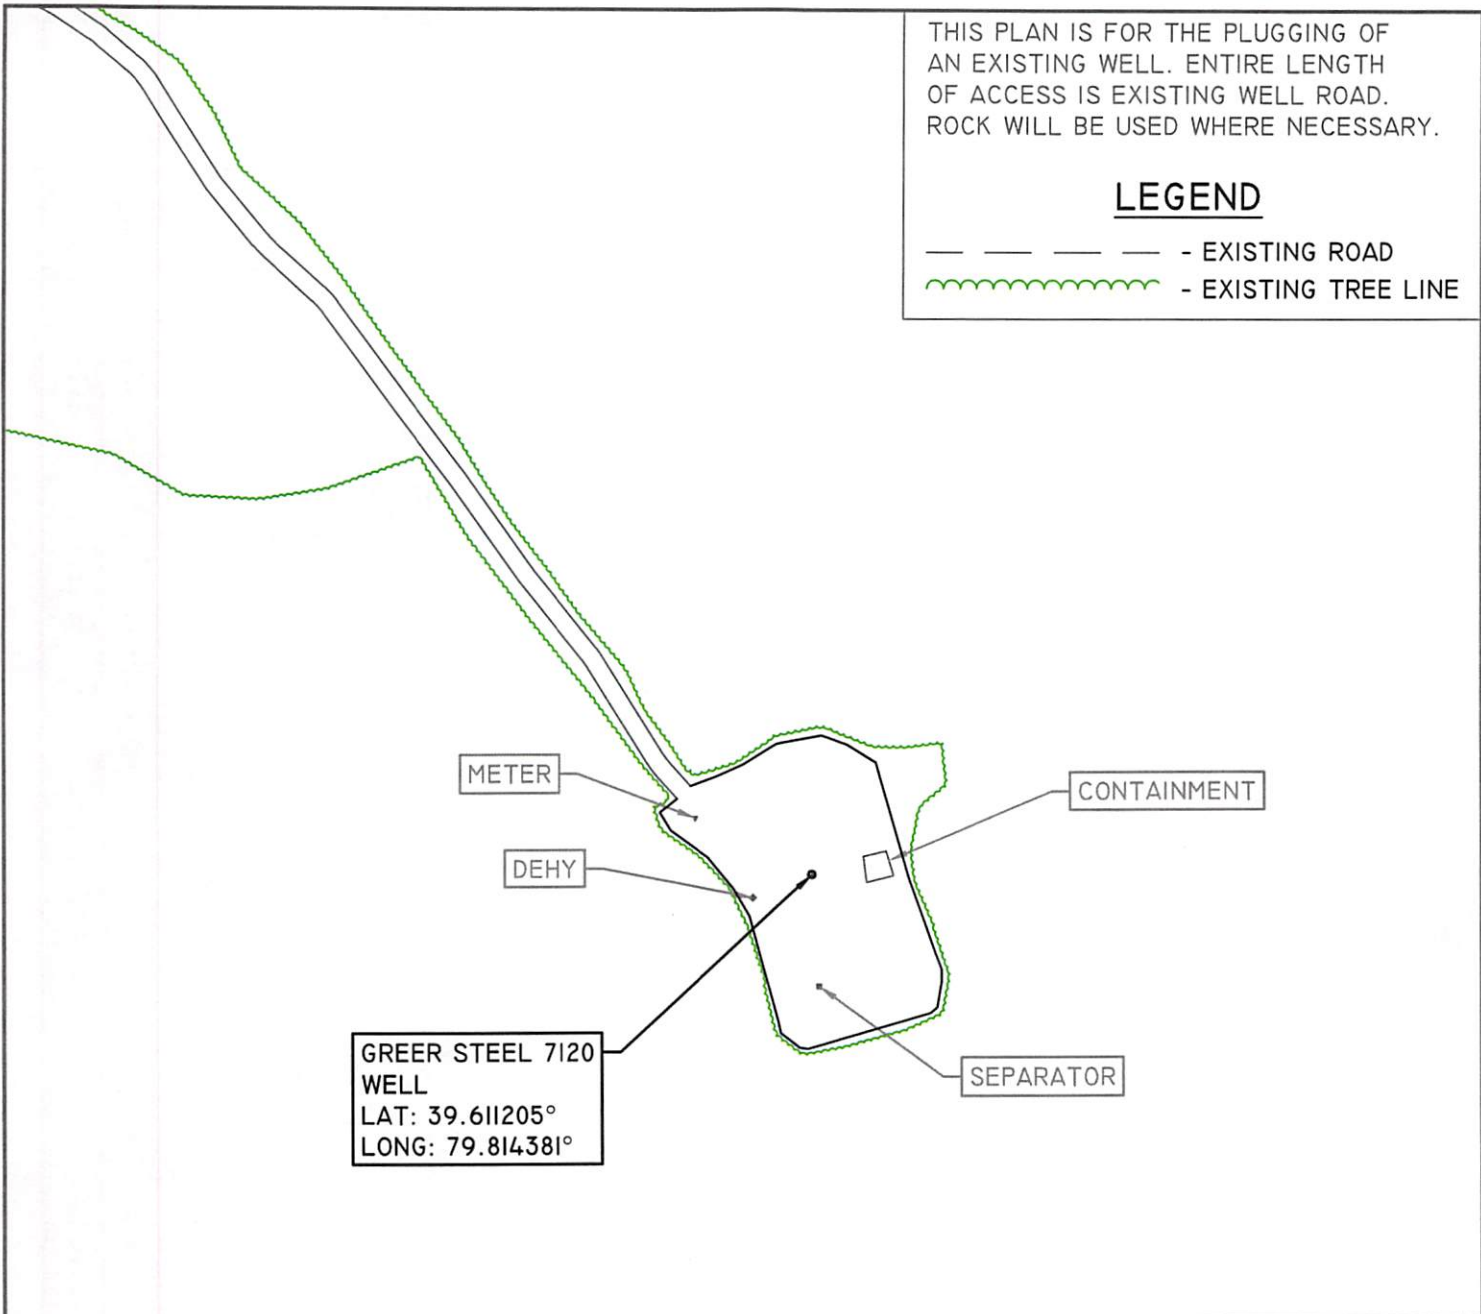 THIS PLAN IS FOR THE PLUGGING OF
AN EXISTING WELL. ENTIRE LENGTH
OF ACCESS IS EXISTING WELL ROAD.
ROCK WILL BE USED WHERE NECESSARY.
LEGEND
- EXISTING ROAD
- EXISTING TREE LINE
METER
CONTAINMENT
DEHY
GREER STEEL 7120
WELL
LAT: 39.611205°
LONG: 79.814381°
SEPARATOR